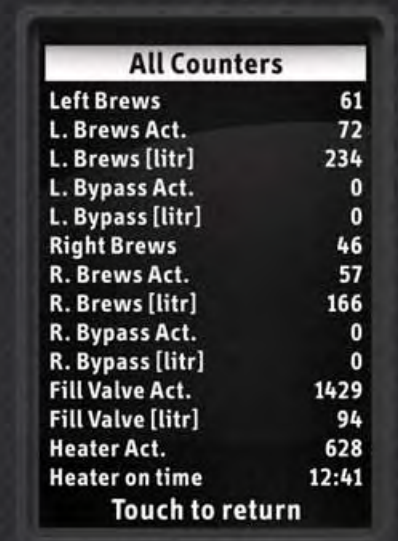 All Counters
Left Brews 61
L. Brews Act. 72
L. Brews [litr] 234
L. Bypass Act. 0
L. Bypass [litr] 0
Right Brews 46
R. Brews Act. 57
R. Brews [litr] 166
R. Bypass Act. 0
R. Bypass [litr] 0
Fill Valve Act. 1429
Fill Valve [litr] 94
Heater Act. 628
Heater on time 12:41
Touch to return